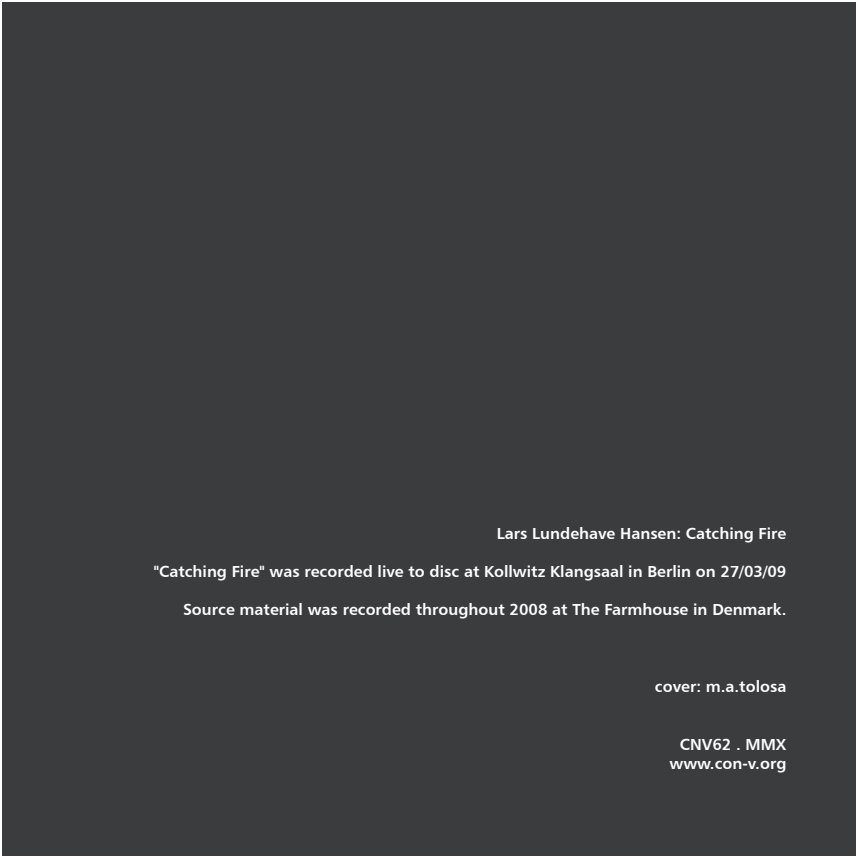 Lars Lundehave Hansen: Catching Fire
"Catching Fire" was recorded live to disc at Kollwitz Klangsaal in Berlin on 27/03/09
Source material was recorded throughout 2008 at The Farmhouse in Denmark.
cover: m.a.tolosa
CNV62 . MMX
www.con-v.org